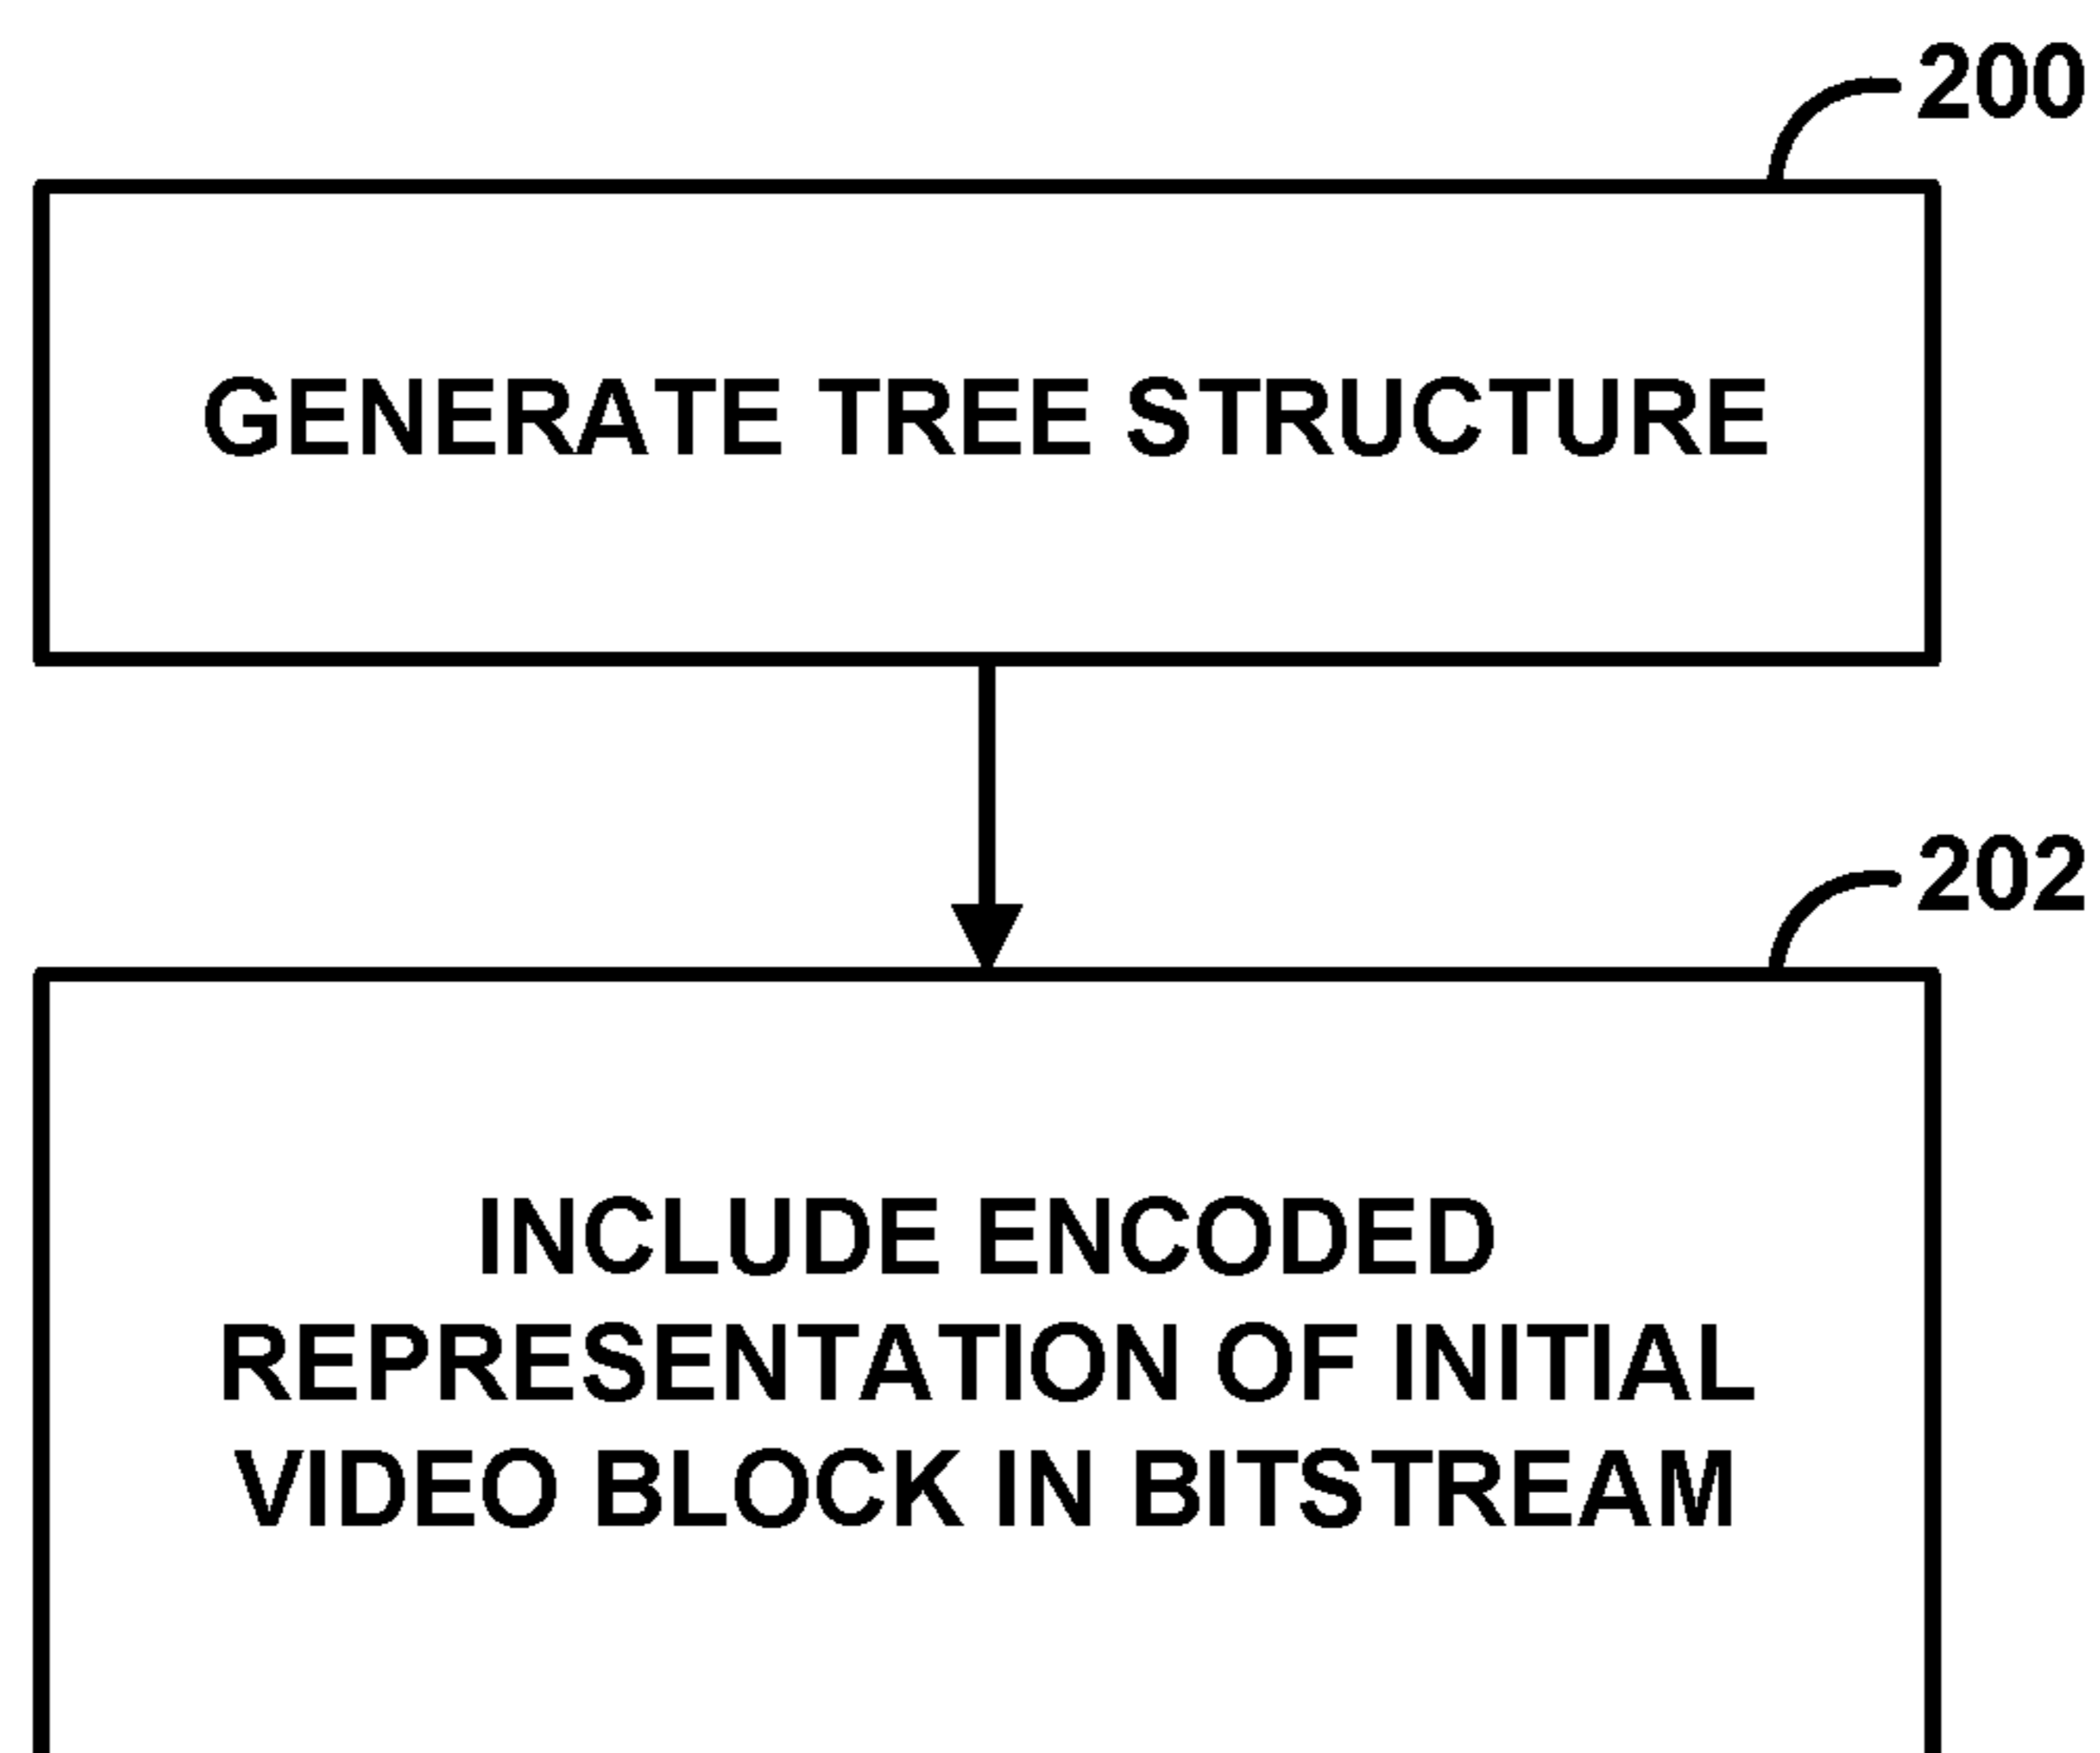 200
GENERATE TREE STRUCTURE
202
INCLUDE ENCODED
REPRESENTATION OF INITIAL
VIDEO BLOCK IN BITSTREAM